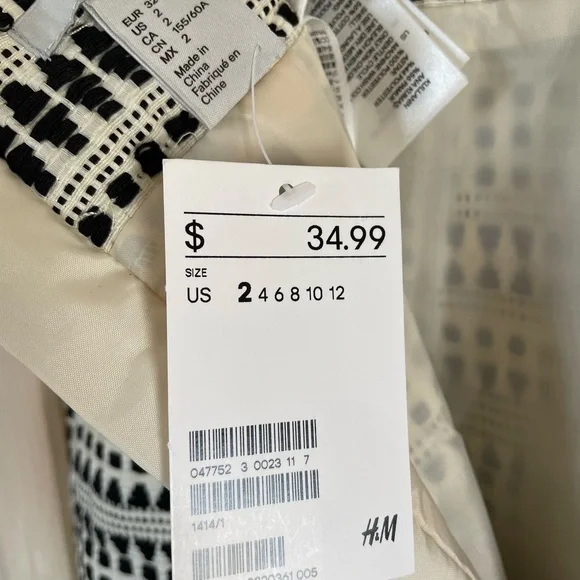 EUR 32
US 2
CA 2
CN 155/60A
MX 2
Made in
China
Fabriqué en
Chine
$ 34.99
SIZE
US 2 4 6 8 10 12
047752 3 0023 11 7
1414/1
H&M